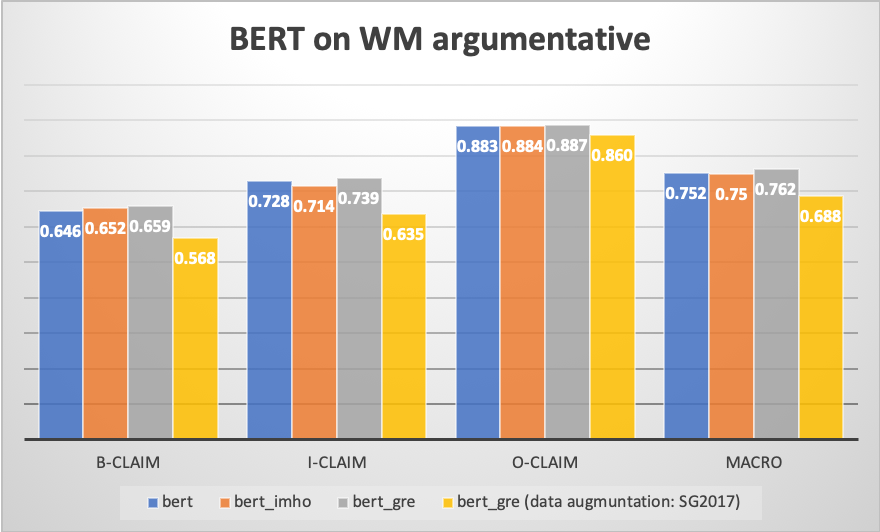 BERT on WM argumentative
0.646 0.652 0.659 0.568
0.728 0.714 0.739 0.635
0.883 0.884 0.887 0.860
0.752 0.75 0.762 0.688
B-CLAIM I-CLAIM O-CLAIM MACRO
bert bert_imho bert_gre bert_gre (data augmuntation: SG2017)